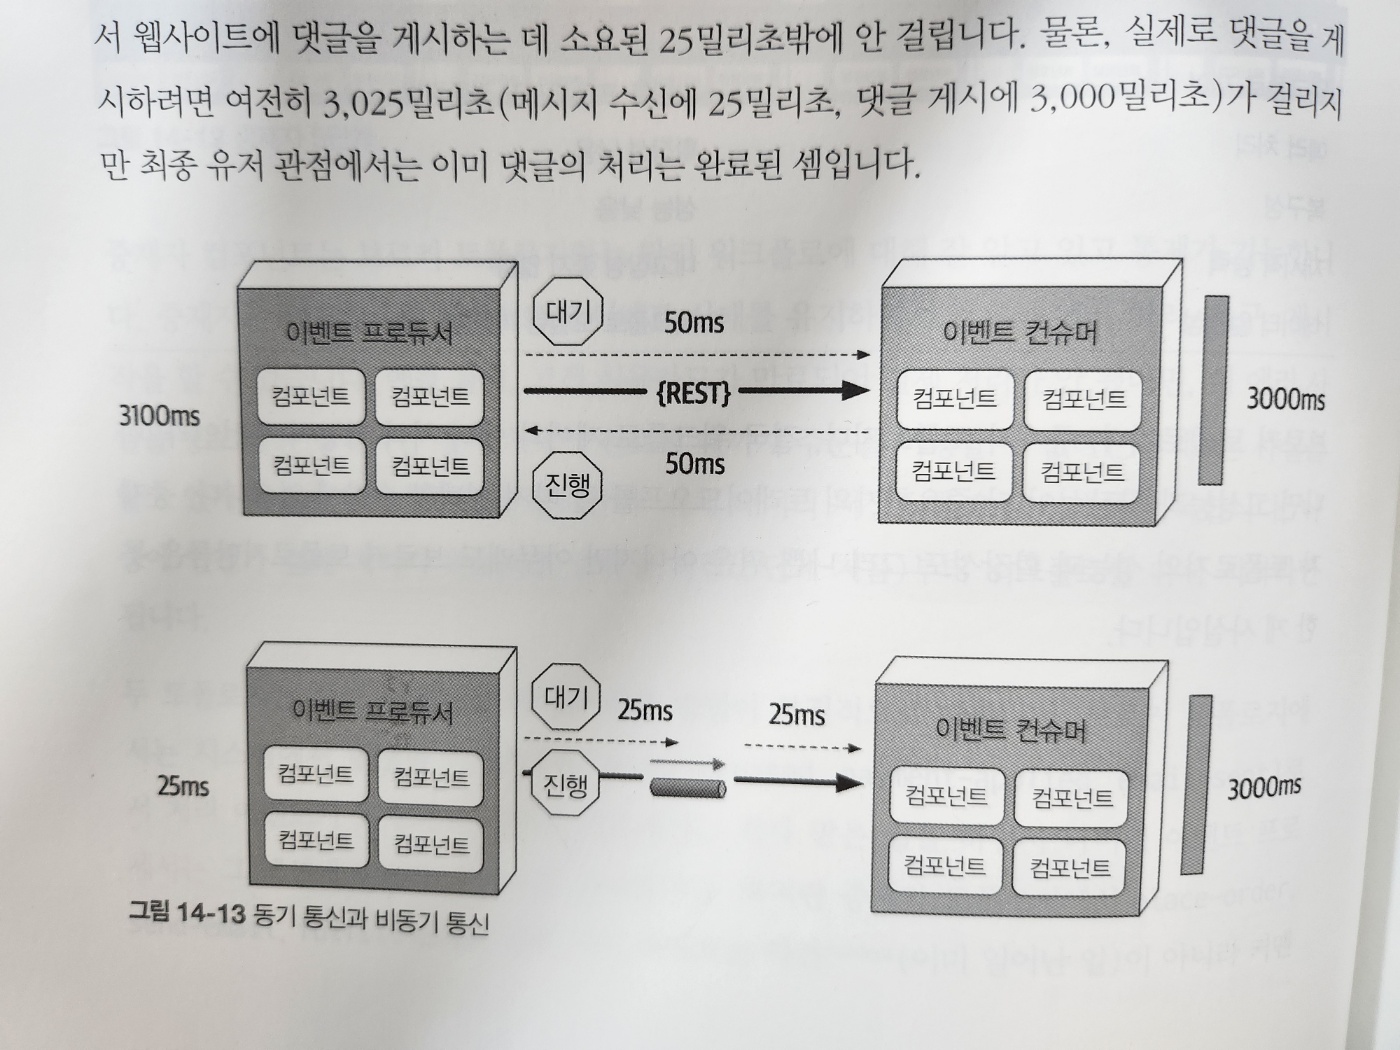 서 웹사이트에 댓글을 게시하는 데 소요된 25밀리초밖에 안 걸립니다. 물론, 실제로 댓글을 게
시하려면 여전히 3,025밀리초(메시지 수신에 25밀리초, 댓글 게시에 3,000밀리초)가 걸리지
만 최종 유저 관점에서는 이미 댓글의 처리는 완료된 셈입니다.
이벤트 프로듀서
대기
50ms
이벤트 컨슈머
3100ms
컴포넌트 컴포넌트
{REST}
컴포넌트 컴포넌트
3000ms
컴포넌트 컴포넌트
진행
50ms
컴포넌트 컴포넌트
이벤트 프로듀서
대기
25ms
25ms
이벤트 컨슈머
25ms
컴포넌트 컴포넌트
진행
컴포넌트 컴포넌트
3000ms
컴포넌트 컴포넌트
컴포넌트 컴포넌트
그림 14-13 동기 통신과 비동기 통신